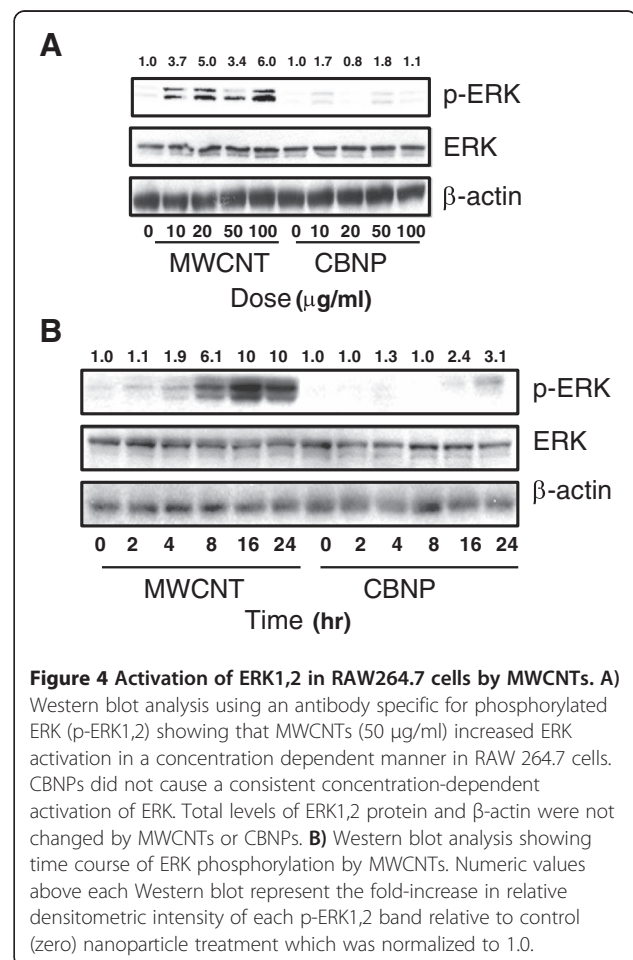 A
1.0 3.7 5.0 3.4 6.0 1.0 1.7 0.8 1.8 1.1
p-ERK
ERK
β-actin
0 10 20 50 100 0 10 20 50 100
MWCNT CBNP
Dose (μg/ml)
B
1.0 1.1 1.9 6.1 10 10 1.0 1.0 1.3 1.0 2.4 3.1
p-ERK
ERK
β-actin
0 2 4 8 16 24 0 2 4 8 16 24
MWCNT CBNP
Time (hr)
Figure 4 Activation of ERK1,2 in RAW264.7 cells by MWCNTs. A)
Western blot analysis using an antibody specific for phosphorylated
ERK (p-ERK1,2) showing that MWCNTs (50 μg/ml) increased ERK
activation in a concentration dependent manner in RAW 264.7 cells.
CBNPs did not cause a consistent concentration-dependent
activation of ERK. Total levels of ERK1,2 protein and β-actin were not
changed by MWCNTs or CBNPs. B) Western blot analysis showing
time course of ERK phosphorylation by MWCNTs. Numeric values
above each Western blot represent the fold-increase in relative
densitometric intensity of each p-ERK1,2 band relative to control
(zero) nanoparticle treatment which was normalized to 1.0.